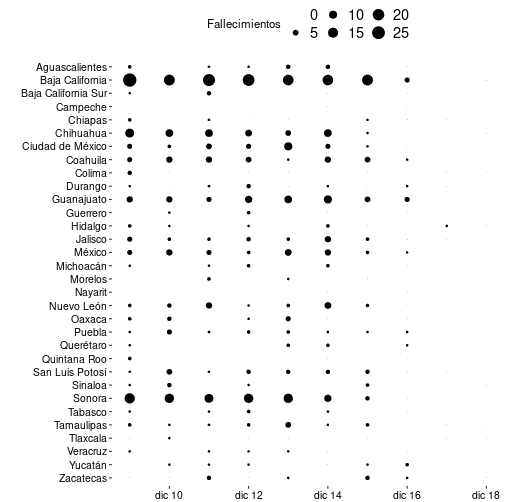 Fallecimientos 0 10 20
5 15 25
Aguascalientes
Baja California
Baja California Sur
Campeche
Chiapas
Chihuahua
Ciudad de México
Coahuila
Colima
Durango
Guanajuato
Guerrero
Hidalgo
Jalisco
México
Michoacán
Morelos
Nayarit
Nuevo León
Oaxaca
Puebla
Querétaro
Quintana Roo
San Luis Potosí
Sinaloa
Sonora
Tabasco
Tamaulipas
Tlaxcala
Veracruz
Yucatán
Zacatecas
dic 10 dic 12 dic 14 dic 16 dic 18